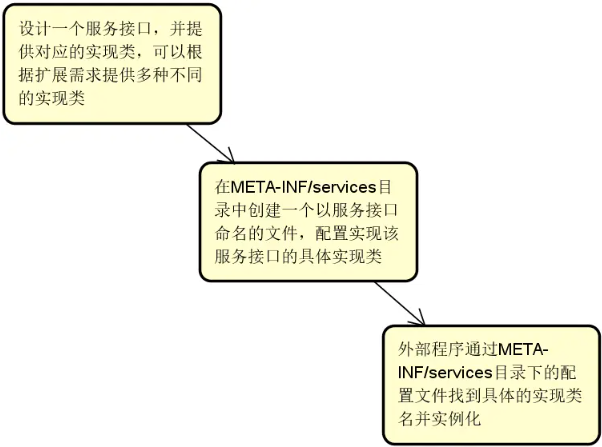 设计一个服务接口，并提
供对应的实现类，可以根
据扩展需求提供多种不同
的实现类
在META-INF/services目
录中创建一个以服务接口
命名的文件，配置实现该
服务接口的具体实现类
外部程序通过META-
INF/services目录下的配
置文件找到具体的实现类
名并实例化